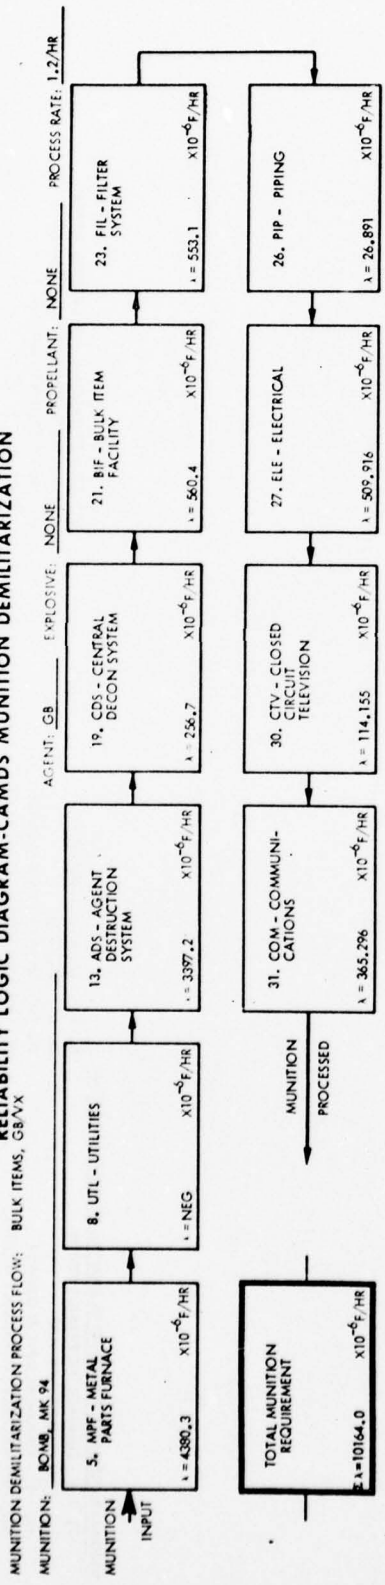 RELIABILITY LOGIC DIAGRAM-CAMDS MUNITION DEMILITARIZATION
MUNITION DEMILITARIZATION PROCESS FLOW: BULK ITEMS, GB/VX
MUNITION: BOMB, MK 94 AGENT: GB EXPLOSIVE: NONE PROPELLANT: NONE PROCESS RATE: 1.2/HR
MUNITION
INPUT
5. MPF - METAL
PARTS FURNACE
λ = 4380.3 X10⁻⁶F/HR
8. UTL - UTILITIES
λ = NEG X10⁻⁶F/HR
13. ADS - AGENT
DESTRUCTION
SYSTEM
λ = 3397.2 X10⁻⁶F/HR
19. CDS - CENTRAL
DECON SYSTEM
λ = 256.7 X10⁻⁶F/HR
21. BIF - BULK ITEM
FACILITY
λ = 560.4 X10⁻⁶F/HR
23. FIL - FILTER
SYSTEM
λ = 553.1 X10⁻⁶F/HR
26. PIP - PIPING
λ = 26.891 X10⁻⁶F/HR
27. ELE - ELECTRICAL
λ = 509.916 X10⁻⁶F/HR
30. CTV - CLOSED
CIRCUIT
TELEVISION
λ = 114.155 X10⁻⁶F/HR
31. COM - COMMUNI-
CATIONS
λ = 365.296 X10⁻⁶F/HR
MUNITION
PROCESSED
TOTAL MUNITION
REQUIREMENT
Σλ=10164.0 X10⁻⁶F/HR